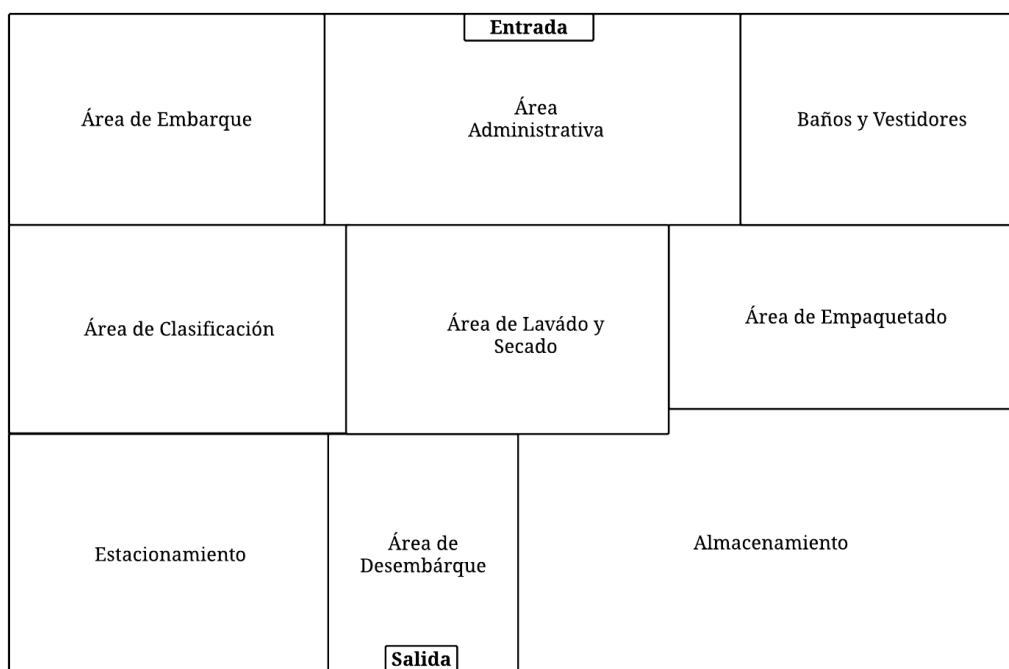 Entrada
Área de Embarque
Área
Administrativa
Baños y Vestidores
Área de Clasificación
Área de Lavádo y
Secado
Área de Empaquetado
Estacionamiento
Área de
Desembárque
Almacenamiento
Salida